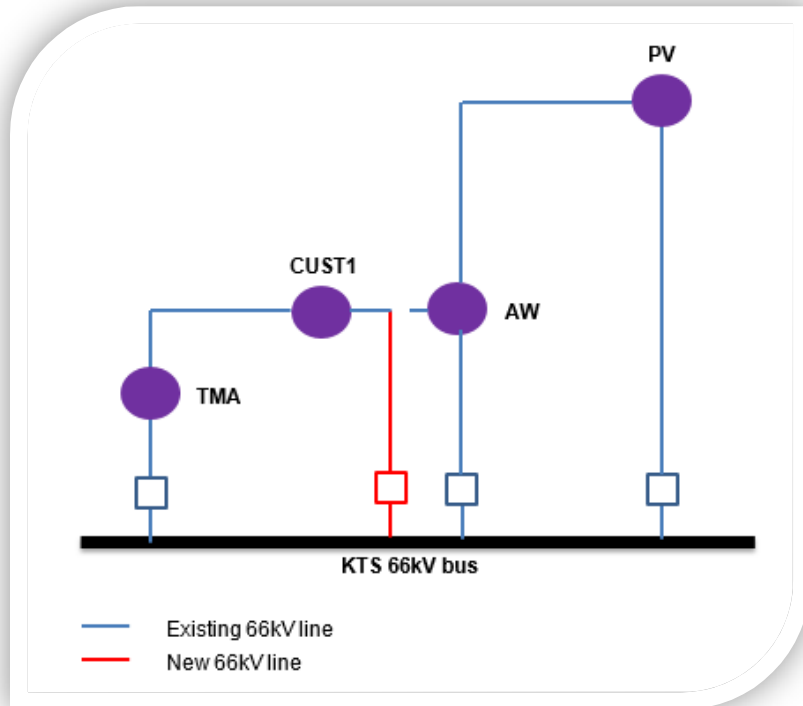 PV
CUST1
AW
TMA
KTS 66kV bus
Existing 66kV line
New 66kV line